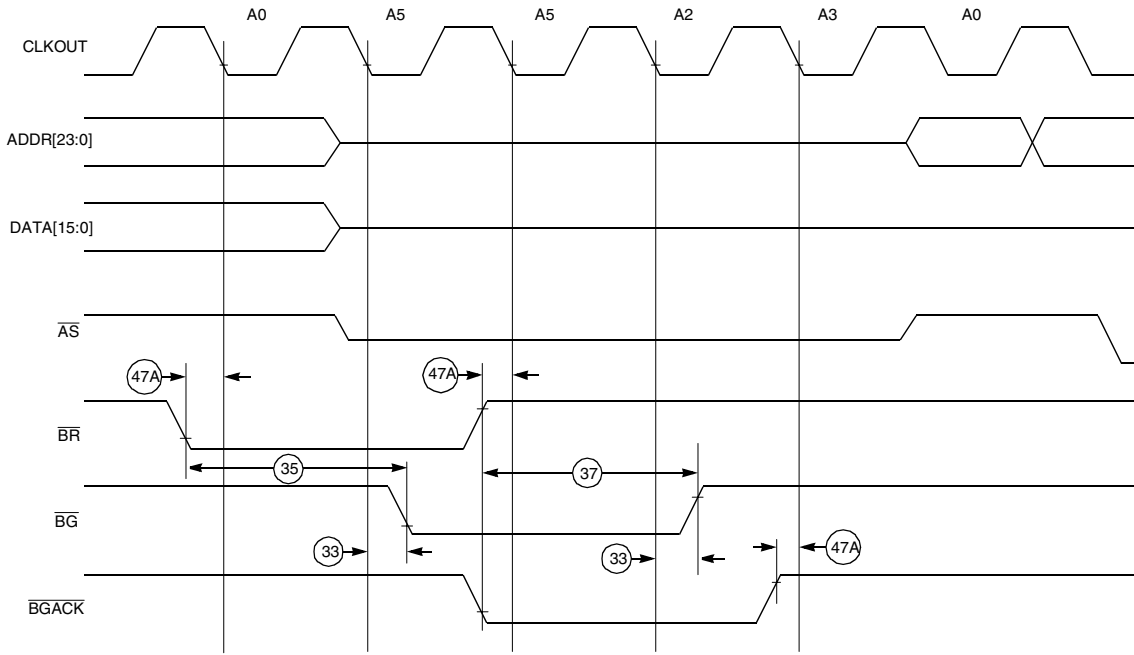 A0 A5 A5 A2 A3 A0
CLKOUT
ADDR[23:0]
DATA[15:0]
AS
47A 47A
BR
35 37
BG
33 33 47A
BGACK